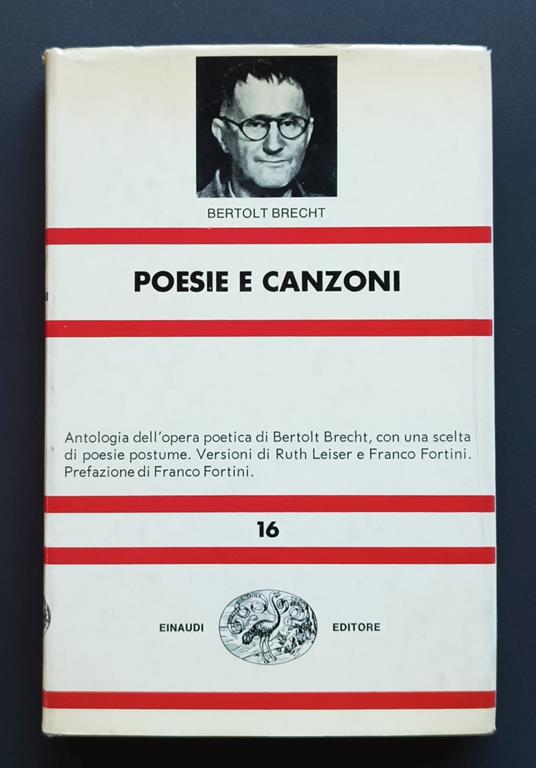 BERTOLT BRECHT
POESIE E CANZONI
Antologia dell'opera poetica di Bertolt Brecht, con una scelta
di poesie postume. Versioni di Ruth Leiser e Franco Fortini.
Prefazione di Franco Fortini.
16
EINAUDI EDITORE